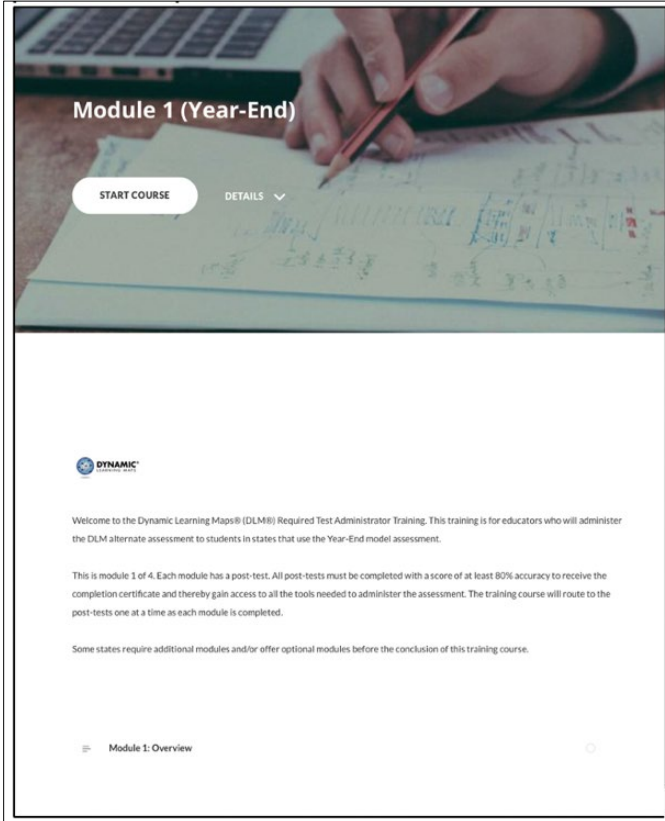 Module 1 (Year-End)
START COURSE
DETAILS
DYNAMIC®
LEARNING MAPS
Welcome to the Dynamic Learning Maps® (DLM®) Required Test Administrator Training. This training is for educators who will administer
the DLM alternate assessment to students in states that use the Year-End model assessment.
This is module 1 of 4. Each module has a post-test. All post-tests must be completed with a score of at least 80% accuracy to receive the
completion certificate and thereby gain access to all the tools needed to administer the assessment. The training course will route to the
post-tests one at a time as each module is completed.
Some states require additional modules and/or offer optional modules before the conclusion of this training course.
Module 1: Overview